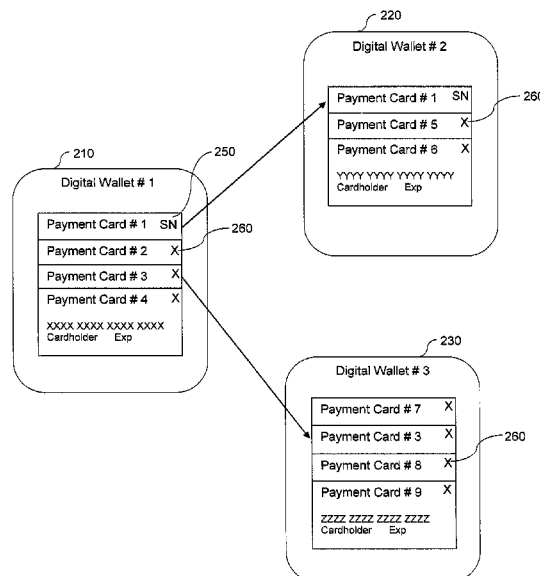 220
Digital Wallet # 2
Payment Card # 1 SN
Payment Card # 5 X
260
Payment Card # 6 X
YYYY YYYY YYYY YYYY
Cardholder Exp
210
250
Digital Wallet # 1
Payment Card # 1 SN
260
Payment Card # 2 X
Payment Card # 3 X
Payment Card # 4 X
XXXX XXXX XXXX XXXX
Cardholder Exp
230
Digital Wallet # 3
Payment Card # 7 X
Payment Card # 3 X
260
Payment Card # 8 X
Payment Card # 9 X
ZZZZ ZZZZ ZZZZ ZZZZ
Cardholder Exp